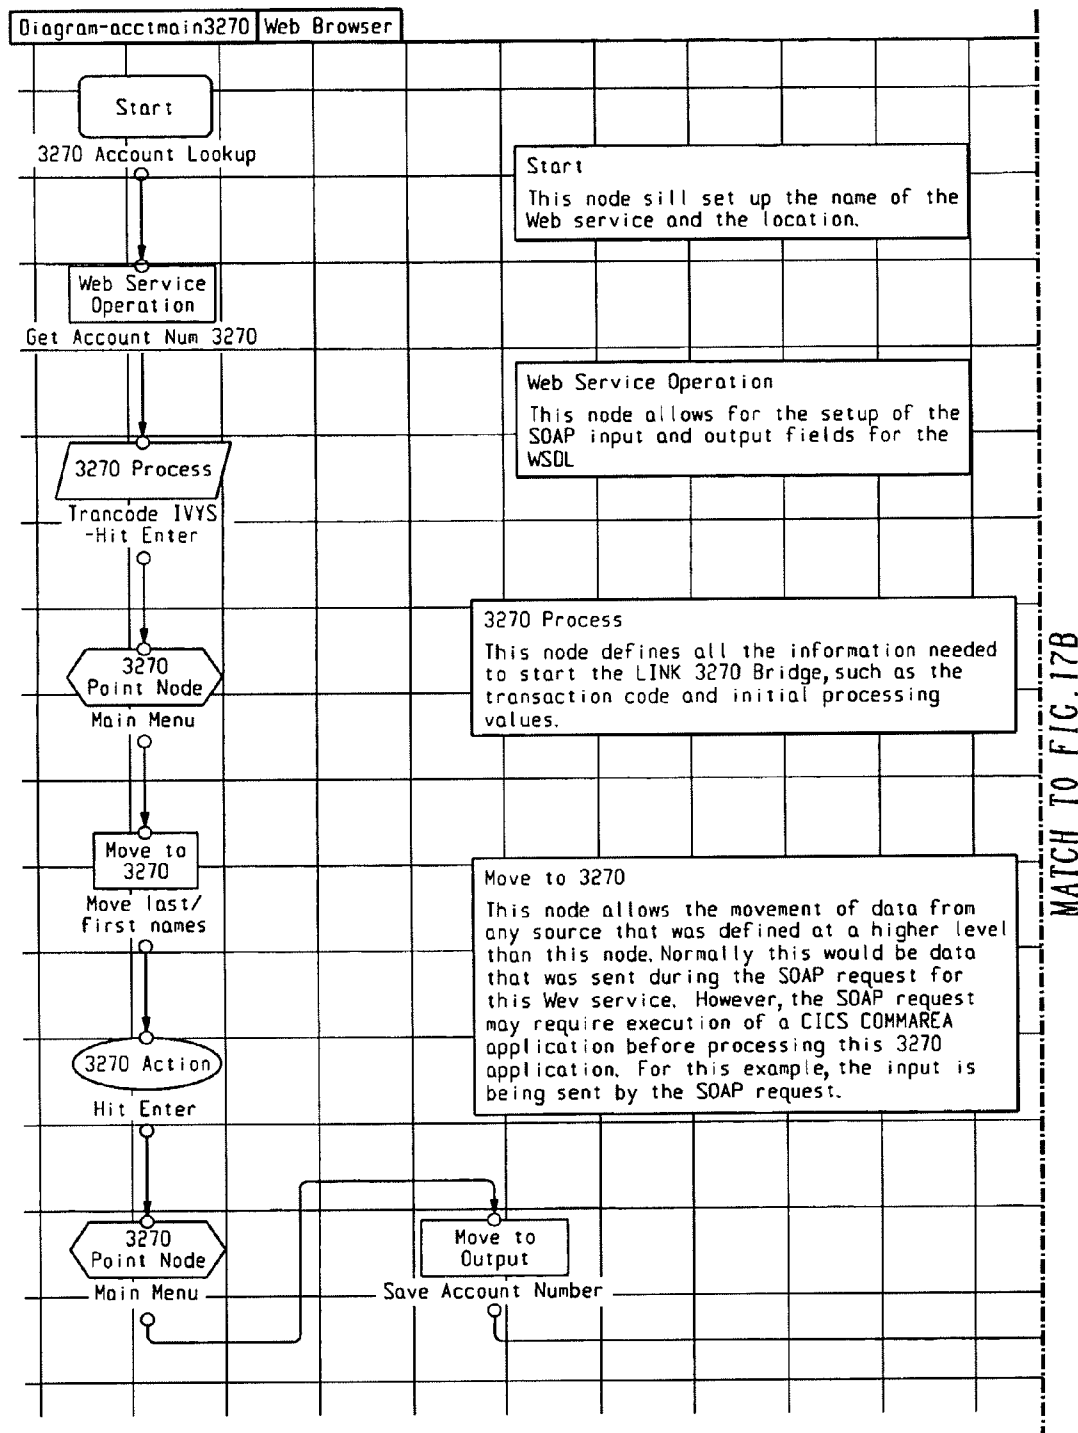 Diagram-acctmain3270 Web Browser
Start
3270 Account Lookup
Start
This node sill set up the name of the
Web service and the location.
Web Service
Operation
Get Account Num 3270
Web Service Operation
This node allows for the setup of the
SOAP input and output fields for the
WSDL
3270 Process
Trancode IVYS
-Hit Enter
3270 Process
This node defines all the information needed
to start the LINK 3270 Bridge, such as the
transaction code and initial processing
values.
3270
Point Node
Main Menu
Move to
3270
Move last/
first names
Move to 3270
This node allows the movement of data from
any source that was defined at a higher level
than this node. Normally this would be data
that was sent during the SOAP request for
this Wev service. However, the SOAP request
may require execution of a CICS COMMAREA
application before processing this 3270
application. For this example, the input is
being sent by the SOAP request.
3270 Action
Hit Enter
3270
Point Node
Main Menu
Move to
Output
Save Account Number
MATCH TO FIG. 17B